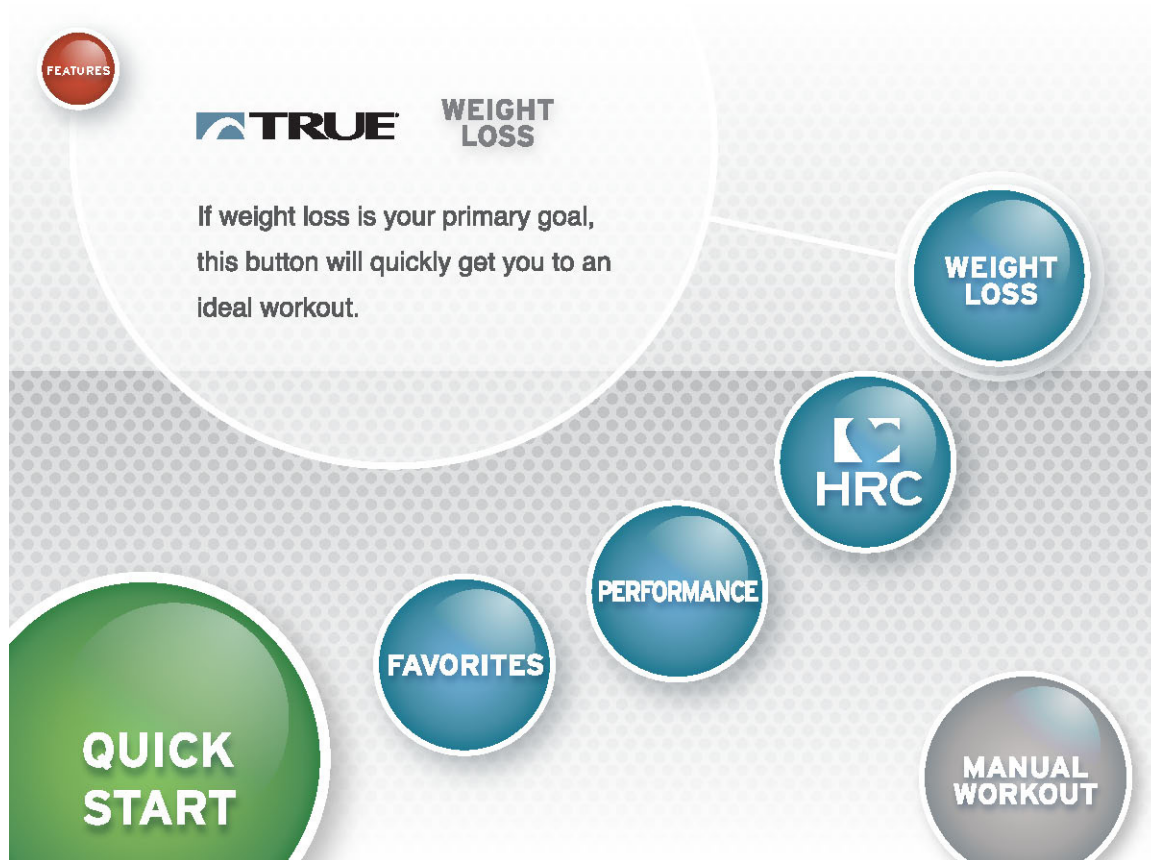 FEATURES
TRUE
WEIGHT
LOSS
If weight loss is your primary goal,
this button will quickly get you to an
ideal workout.
WEIGHT
LOSS
HRC
PERFORMANCE
FAVORITES
QUICK
START
MANUAL
WORKOUT